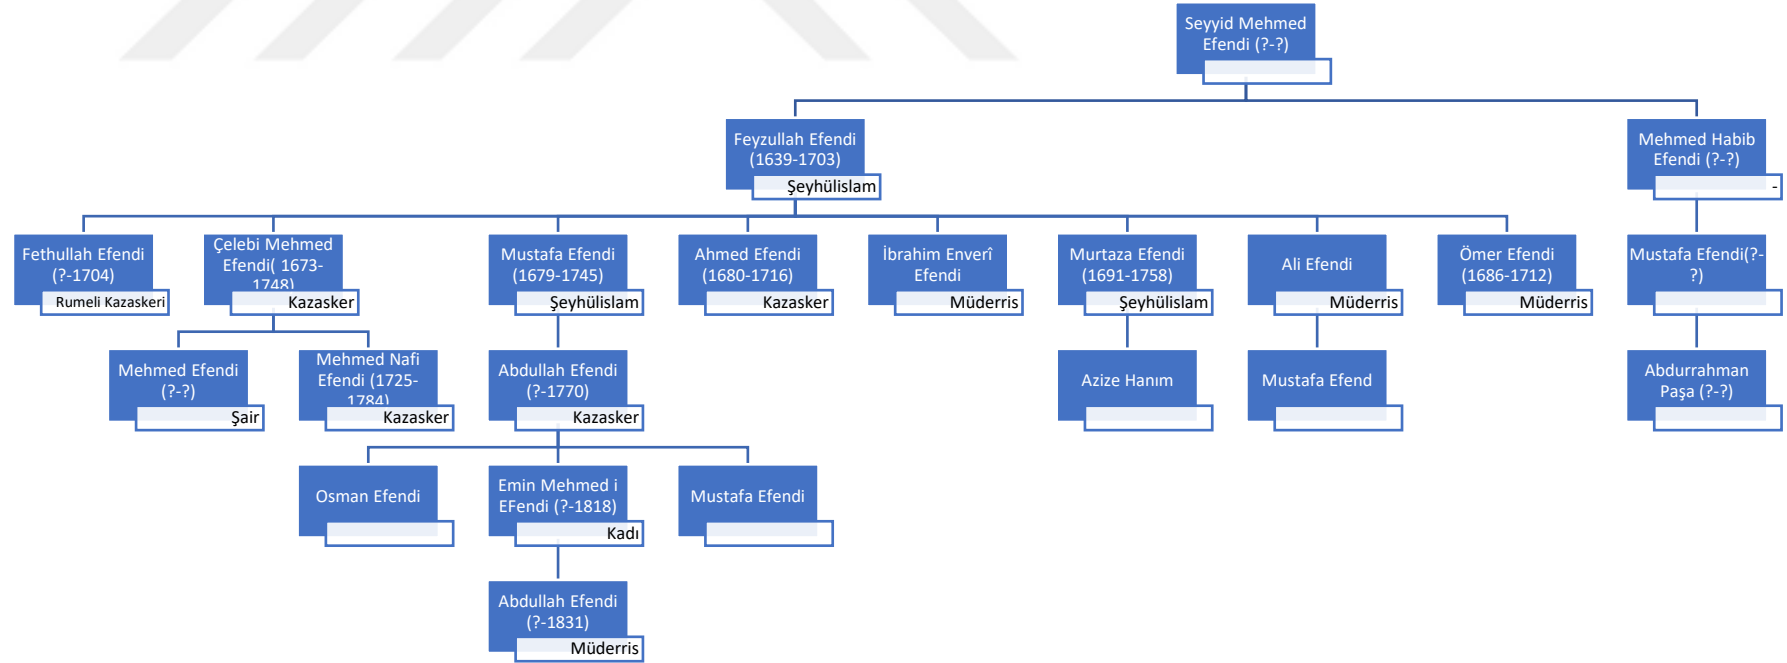 Seyyid Mehmed
Efendi (?-?)
Feyzullah Efendi
(1639-1703)
Şeyhülislam
Mehmed Habib
Efendi (?-?)
-
Fethullah Efendi
(?-1704)
Rumeli Kazaskeri
Çelebi Mehmed
Efendi( 1673-
1748)
Kazasker
Mustafa Efendi
(1679-1745)
Şeyhülislam
Ahmed Efendi
(1680-1716)
Kazasker
İbrahim Enverî
Efendi
Müderris
Murtaza Efendi
(1691-1758)
Şeyhülislam
Ali Efendi
Müderris
Ömer Efendi
(1686-1712)
Müderris
Mustafa Efendi(?-
?)
Mehmed Efendi
(?-?)
Şair
Mehmed Nafi
Efendi (1725-
1784)
Kazasker
Abdullah Efendi
(?-1770)
Kazasker
Azize Hanım
Mustafa Efend
Abdurrahman
Paşa (?-?)
Osman Efendi
Emin Mehmed i
EFendi (?-1818)
Kadı
Mustafa Efendi
Abdullah Efendi
(?-1831)
Müderris